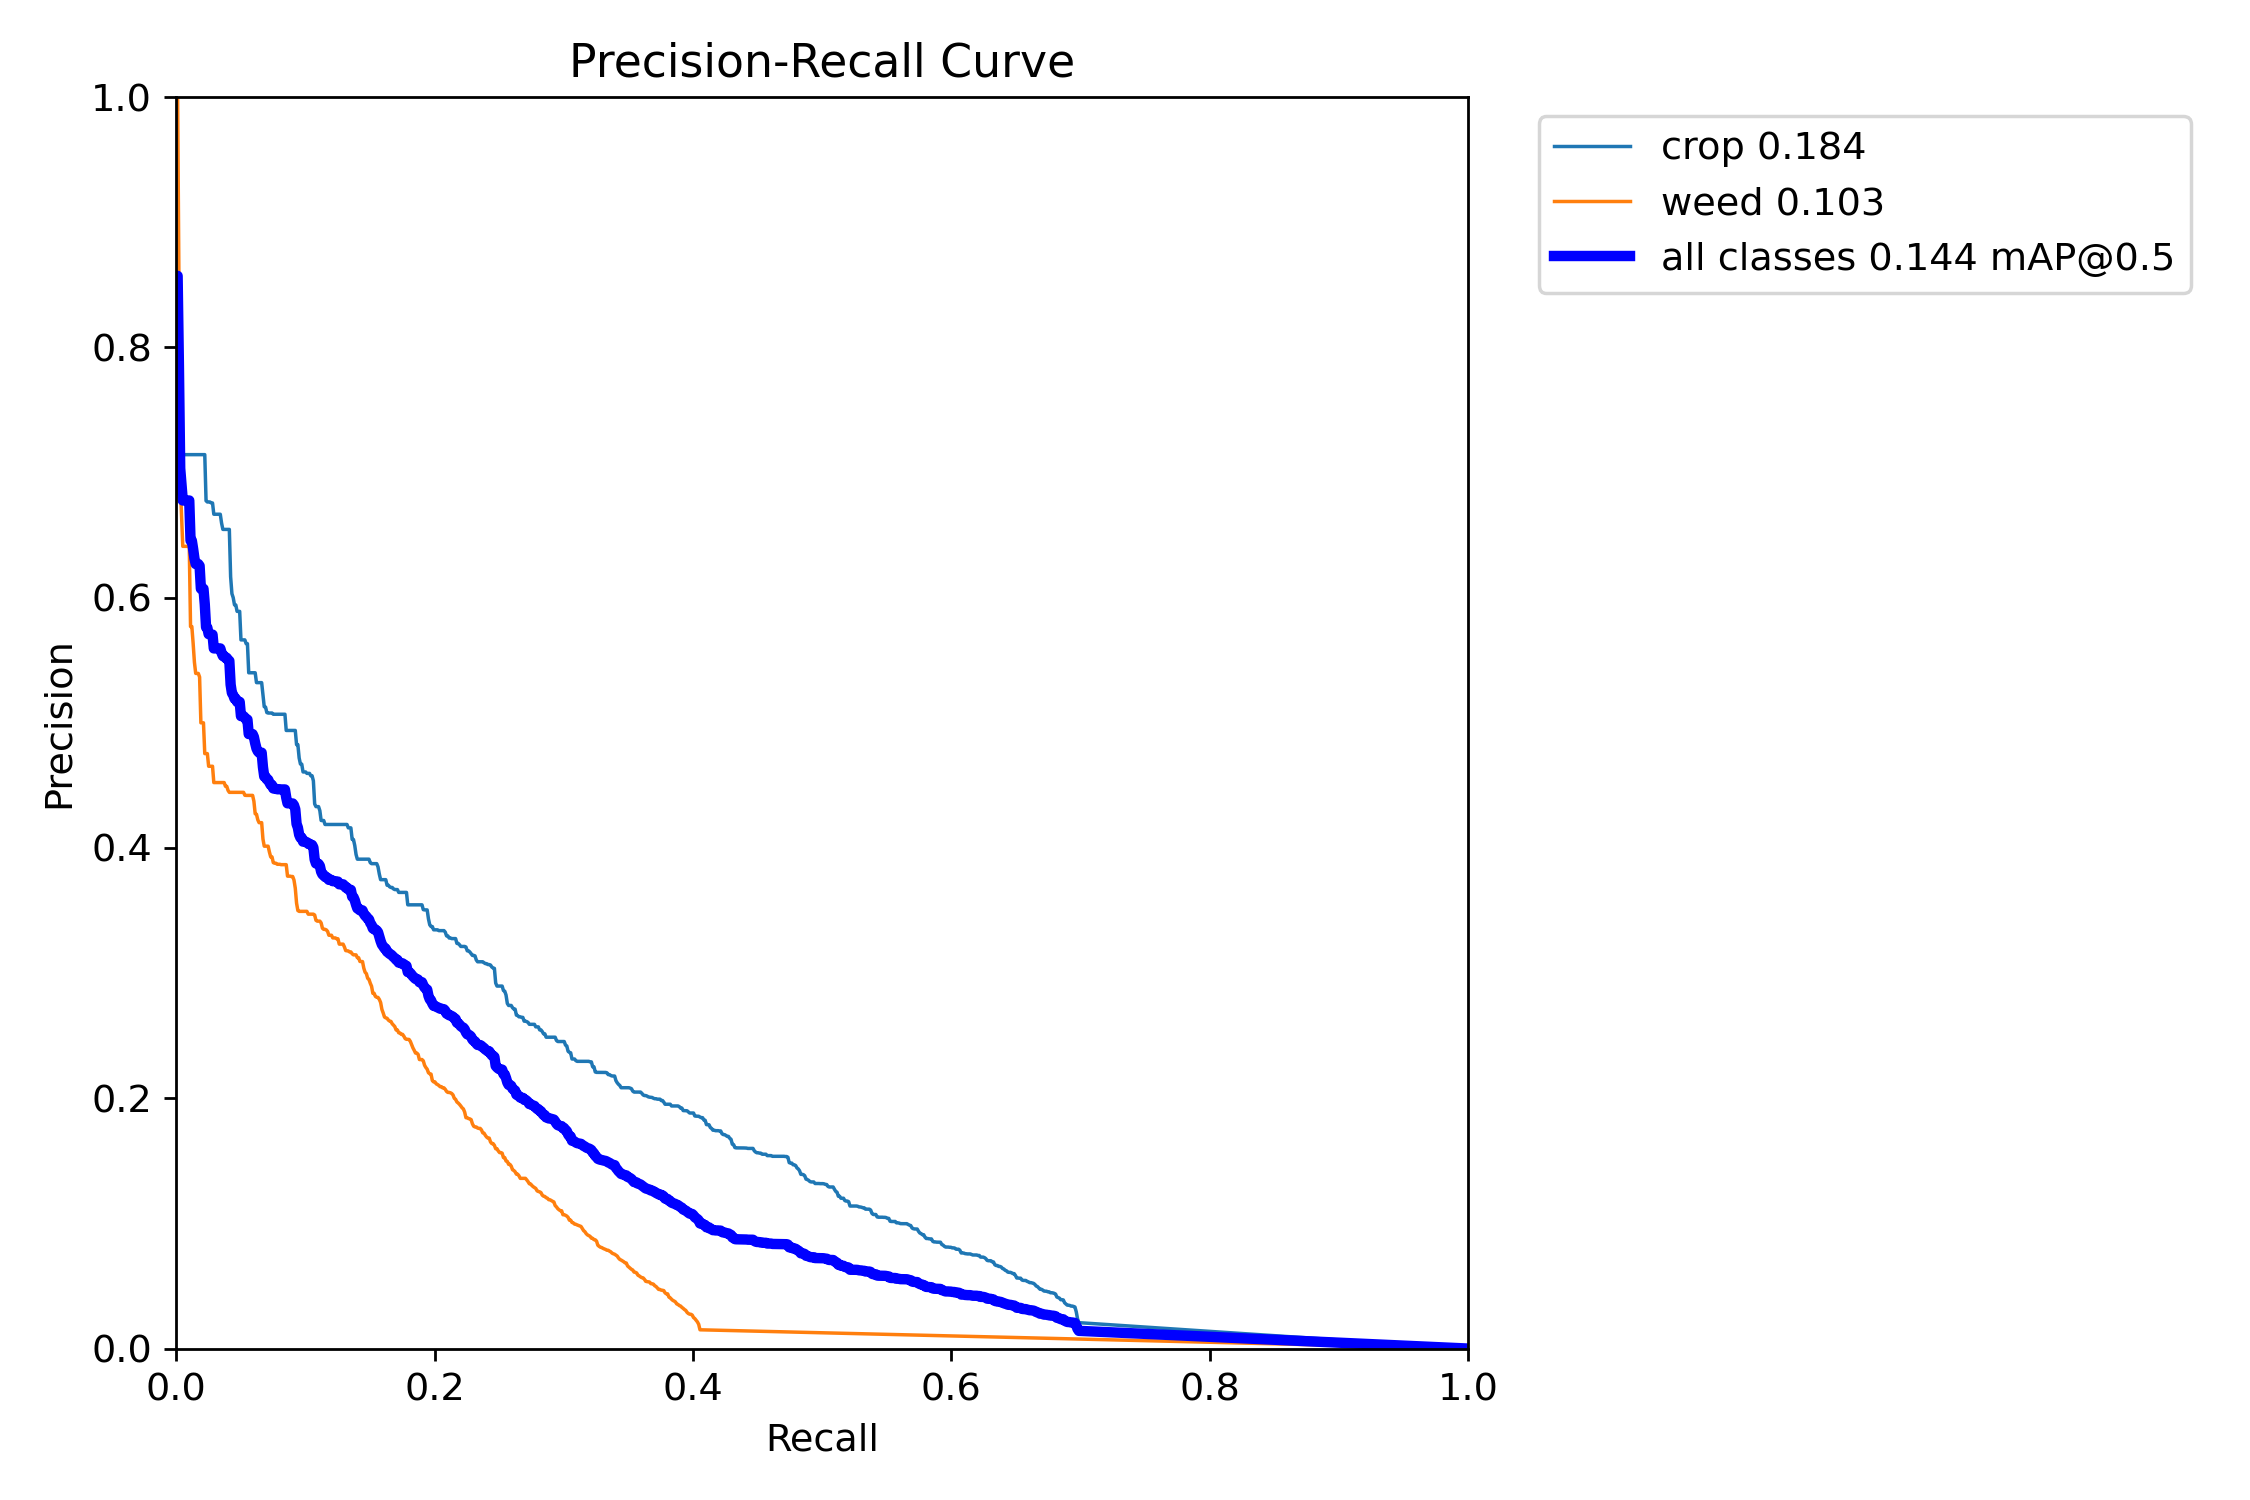 Precision-Recall Curve
1.0
0.8
0.6
0.4
0.2
0.0
Precision
0.0 0.2 0.4 0.6 0.8 1.0
Recall
crop 0.184
weed 0.103
all classes 0.144 mAP@0.5